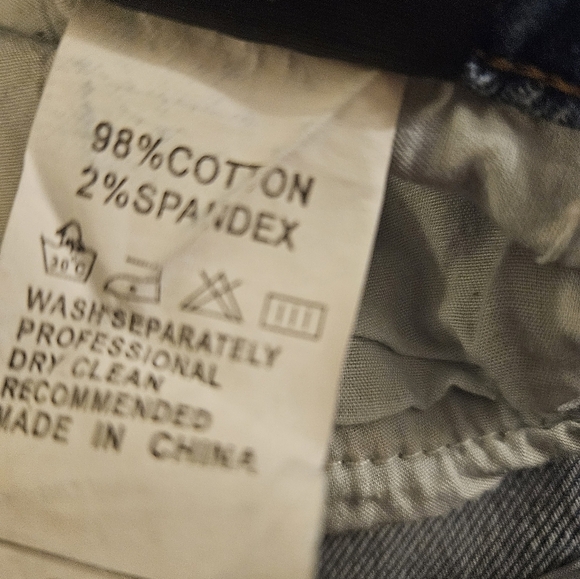 98%COTTON
2%SPANDEX
30°C
WASH SEPARATELY
PROFESSIONAL
DRY CLEAN
RECOMMENDED
MADE IN CHINA